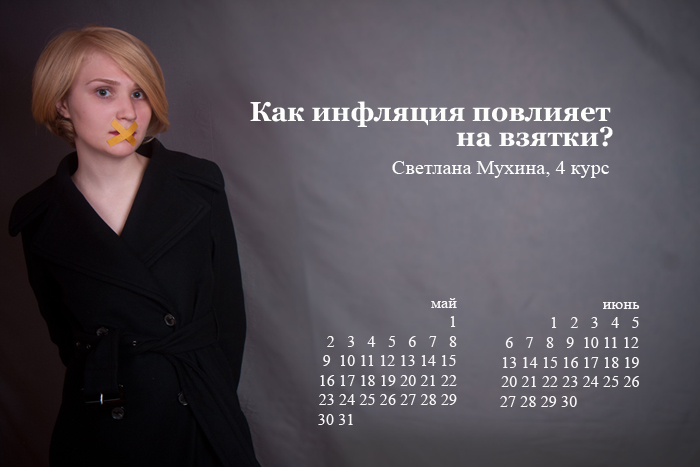 Как инфляция повлияет
на взятки?
Светлана Мухина, 4 курс
май
1
2 3 4 5 6 7 8
9 10 11 12 13 14 15
16 17 18 19 20 21 22
23 24 25 26 27 28 29
30 31
июнь
1 2 3 4 5
6 7 8 9 10 11 12
13 14 15 16 17 18 19
20 21 22 23 24 25 26
27 28 29 30